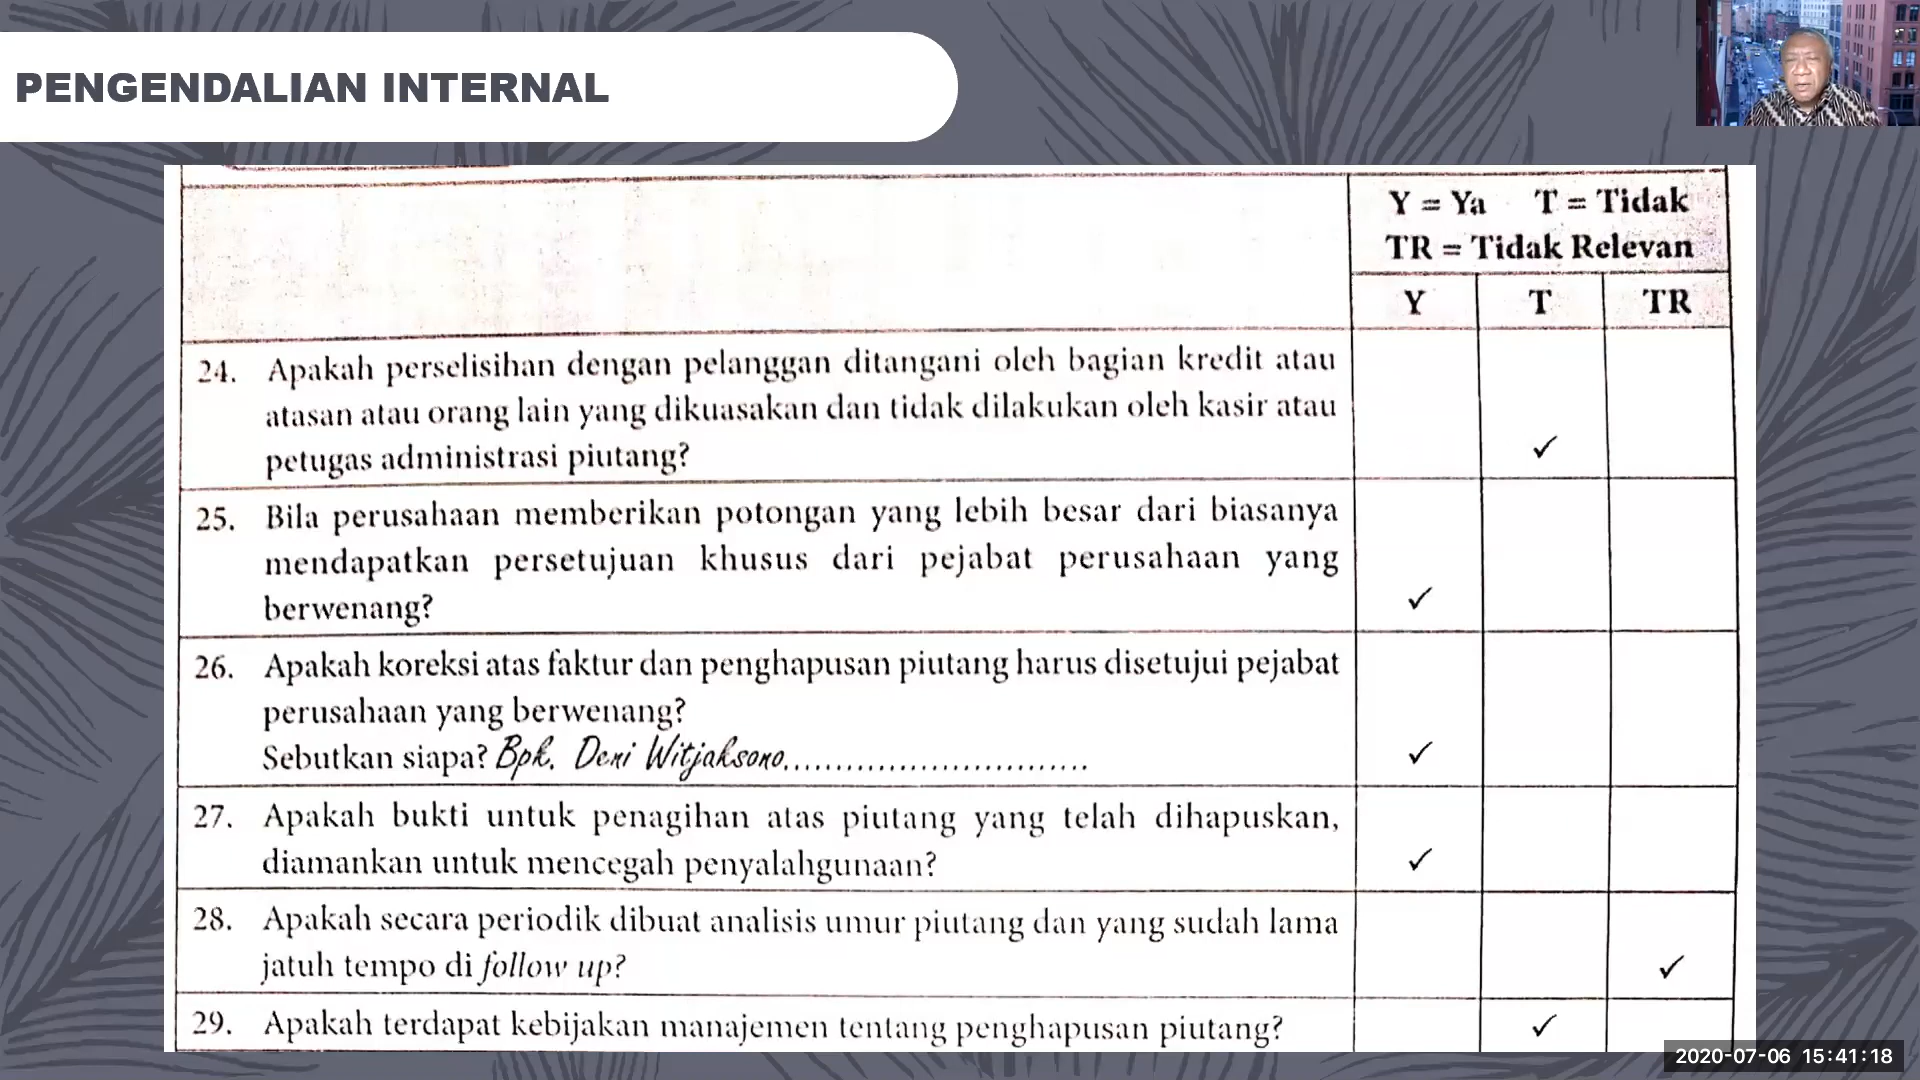 PENGENDALIAN INTERNAL
Y = Ya T = Tidak
TR = Tidak Relevan
Y T TR
24. Apakah perselisihan dengan pelanggan ditangani oleh bagian kredit atau
atasan atau orang lain yang dikuasakan dan tidak dilakukan oleh kasir atau
petugas administrasi piutang?
✓
25. Bila perusahaan memberikan potongan yang lebih besar dari biasanya
mendapatkan persetujuan khusus dari pejabat perusahaan yang
berwenang?
✓
26. Apakah koreksi atas faktur dan penghapusan piutang harus disetujui pejabat
perusahaan yang berwenang?
Sebutkan siapa? Bpk. Deni Witjaksono..............................
✓
27. Apakah bukti untuk penagihan atas piutang yang telah dihapuskan,
diamankan untuk mencegah penyalahgunaan?
✓
28. Apakah secara periodik dibuat analisis umur piutang dan yang sudah lama
jatuh tempo di follow up?
✓
29. Apakah terdapat kebijakan manajemen tentang penghapusan piutang?
✓
2020-07-06 15:41:18